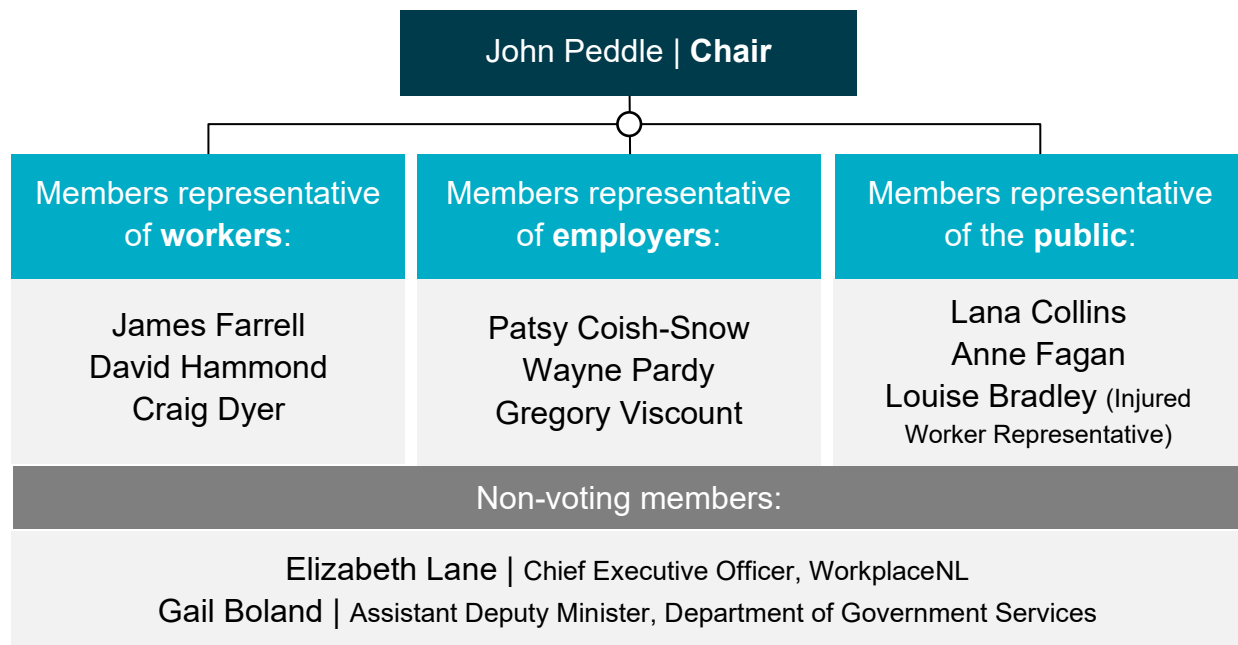 John Peddle | Chair
Members representative
of workers:
James Farrell
David Hammond
Craig Dyer
Members representative
of employers:
Patsy Coish-Snow
Wayne Pardy
Gregory Viscount
Members representative
of the public:
Lana Collins
Anne Fagan
Louise Bradley (Injured
Worker Representative)
Non-voting members:
Elizabeth Lane | Chief Executive Officer, WorkplaceNL
Gail Boland | Assistant Deputy Minister, Department of Government Services